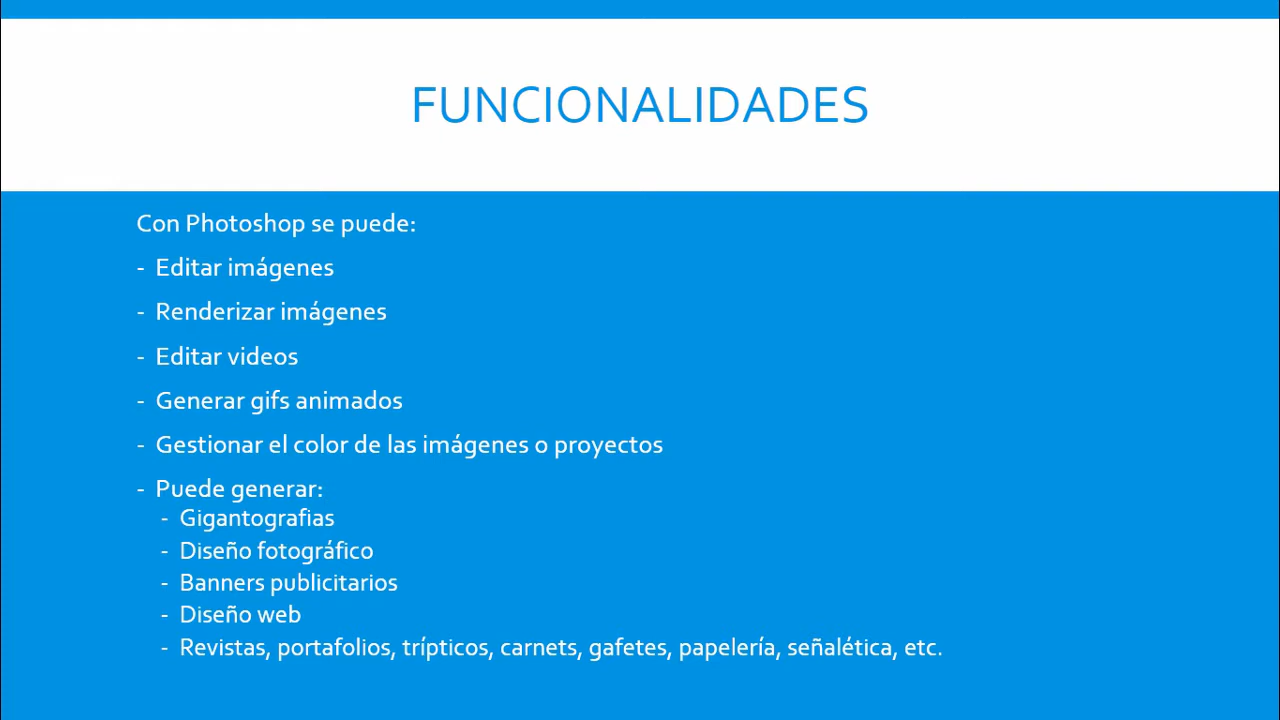 FUNCIONALIDADES
Con Photoshop se puede:
- Editar imágenes
- Renderizar imágenes
- Editar videos
- Generar gifs animados
- Gestionar el color de las imágenes o proyectos
- Puede generar:
- Gigantografias
- Diseño fotográfico
- Banners publicitarios
- Diseño web
- Revistas, portafolios, trípticos, carnets, gafetes, papelería, señalética, etc.